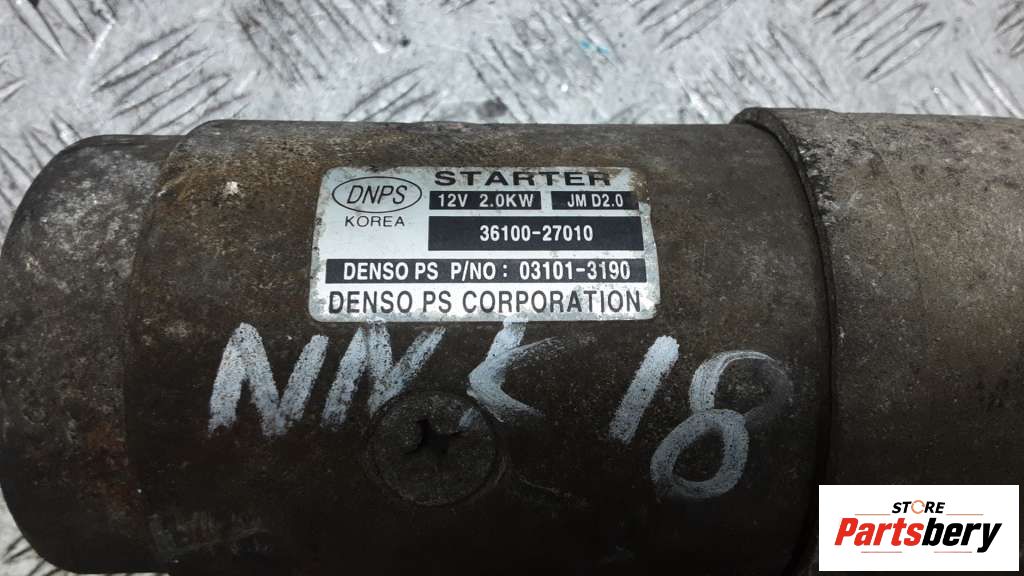 STARTER
DNPS
KOREA
12V 2.0KW JM D2.0
36100-27010
DENSO PS P/NO : 03101-3190
DENSO PS CORPORATION
18
STORE
Partsbery